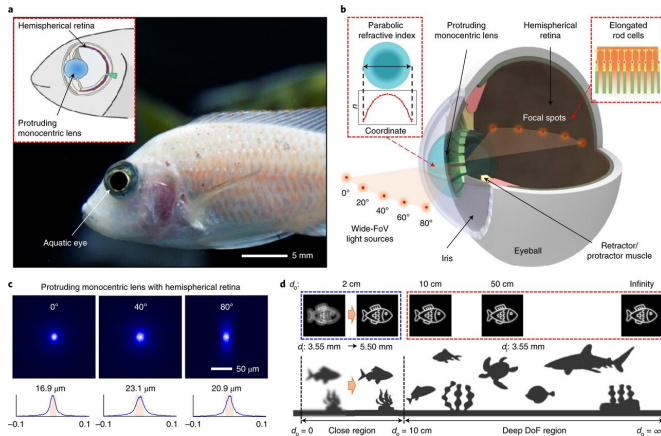 a
Hemispherical retina
Protruding
monocentric lens
Aquatic eye
5 mm
b
Parabolic
refractive index
n
Coordinate
Protruding
monocentric lens
Hemispherical
retina
Elongated
rod cells
Focal spots
0°
20°
40°
60°
80°
Wide-FoV
light sources
Iris
Eyeball
Retractor/
protractor muscle
c
Protruding monocentric lens with hemispherical retina
0°
40°
80°
50 μm
16.9 μm
23.1 μm
20.9 μm
–0.1
0.1
–0.1
0.1
–0.1
0.1
d
dₒ:
2 cm
10 cm
50 cm
Infinity
dᵢ: 3.55 mm
5.50 mm
dᵢ: 3.55 mm
dₒ = 0
Close region
dₒ = 10 cm
Deep DoF region
dₒ = ∞